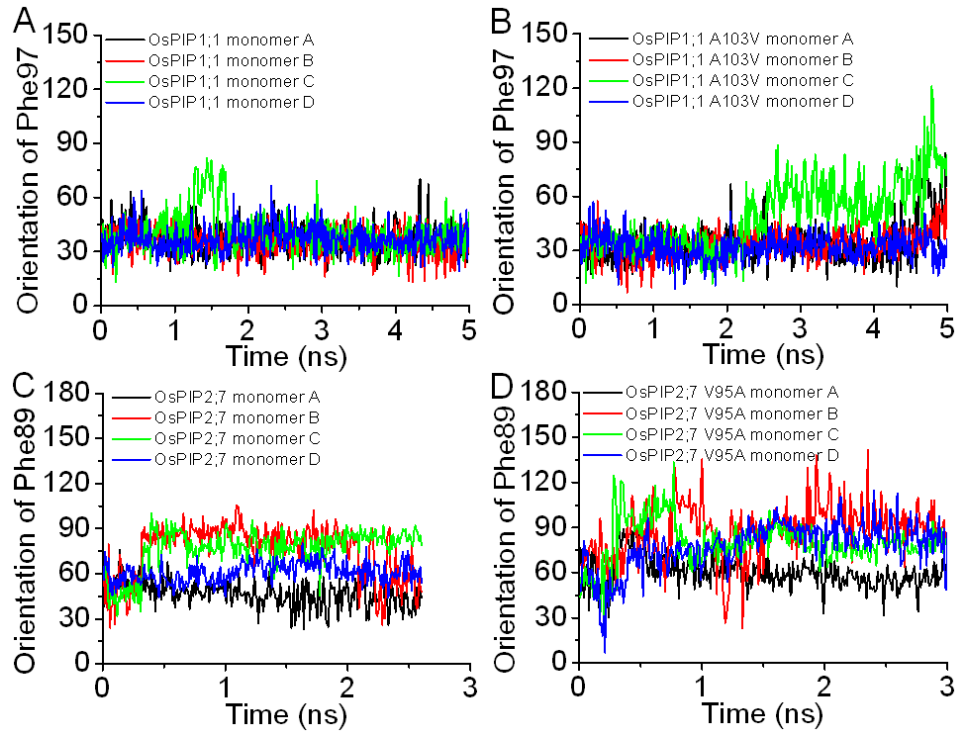 A
Orientation of Phe97
150
120
90
60
30
0
OsPIP1;1 monomer A
OsPIP1;1 monomer B
OsPIP1;1 monomer C
OsPIP1;1 monomer D
0 1 2 3 4 5
Time (ns)
B
Orientation of Phe97
150
120
90
60
30
0
OsPIP1;1 A103V monomer A
OsPIP1;1 A103V monomer B
OsPIP1;1 A103V monomer C
OsPIP1;1 A103V monomer D
0 1 2 3 4 5
Time (ns)
C
Orientation of Phe89
180
150
120
90
60
30
0
OsPIP2;7 monomer A
OsPIP2;7 monomer B
OsPIP2;7 monomer C
OsPIP2;7 monomer D
0 1 2 3
Time (ns)
D
Orientation of Phe89
180
150
120
90
60
30
0
OsPIP2;7 V95A monomer A
OsPIP2;7 V95A monomer B
OsPIP2;7 V95A monomer C
OsPIP2;7 V95A monomer D
0 1 2 3
Time (ns)